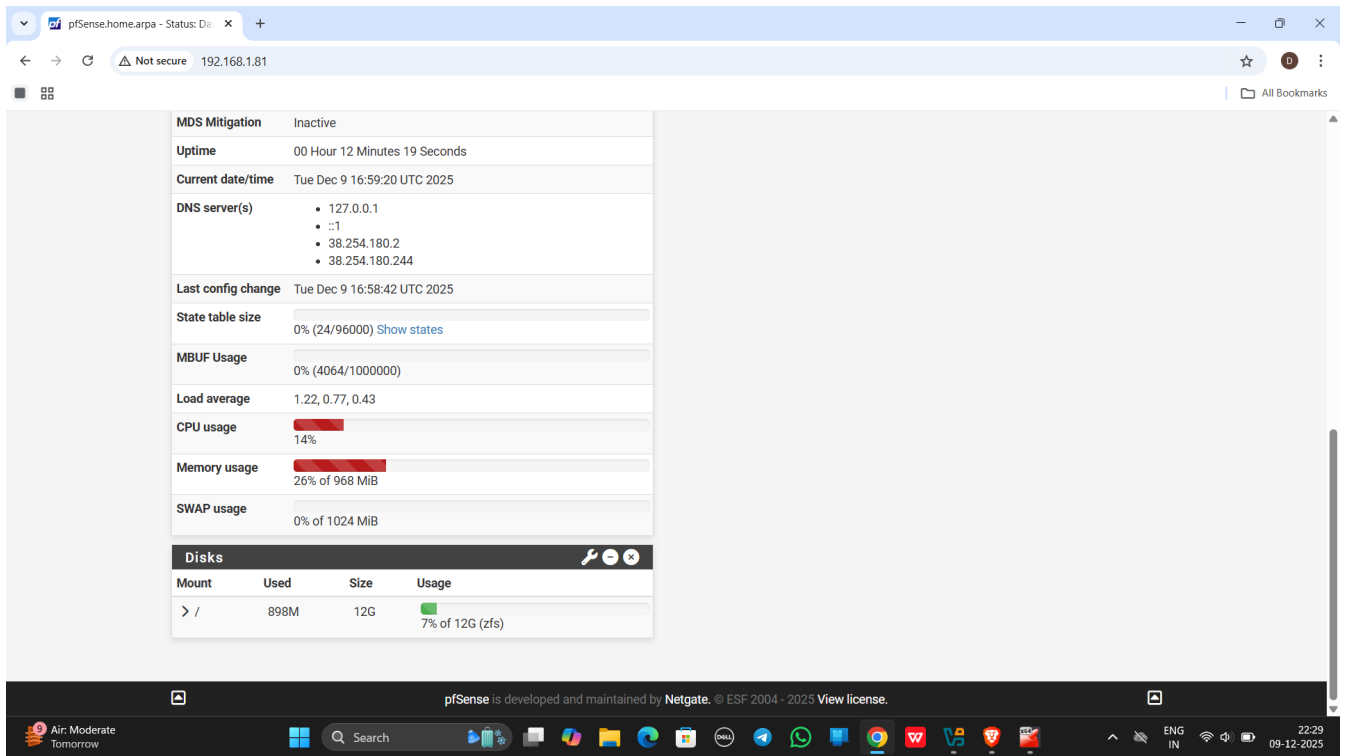 pfSense.home.arpa - Status: Da
Not secure 192.168.1.81
D
All Bookmarks
MDS Mitigation Inactive
Uptime 00 Hour 12 Minutes 19 Seconds
Current date/time Tue Dec 9 16:59:20 UTC 2025
DNS server(s)
127.0.0.1
::1
38.254.180.2
38.254.180.244
Last config change Tue Dec 9 16:58:42 UTC 2025
State table size
0% (24/96000) Show states
MBUF Usage
0% (4064/1000000)
Load average 1.22, 0.77, 0.43
CPU usage
14%
Memory usage
26% of 968 MiB
SWAP usage
0% of 1024 MiB
Disks
Mount Used Size Usage
/ 898M 12G
7% of 12G (zfs)
pfSense is developed and maintained by Netgate. © ESF 2004 - 2025 View license.
9 Air: Moderate
Tomorrow
Search
DELL
ENG
IN
22:29
09-12-2025